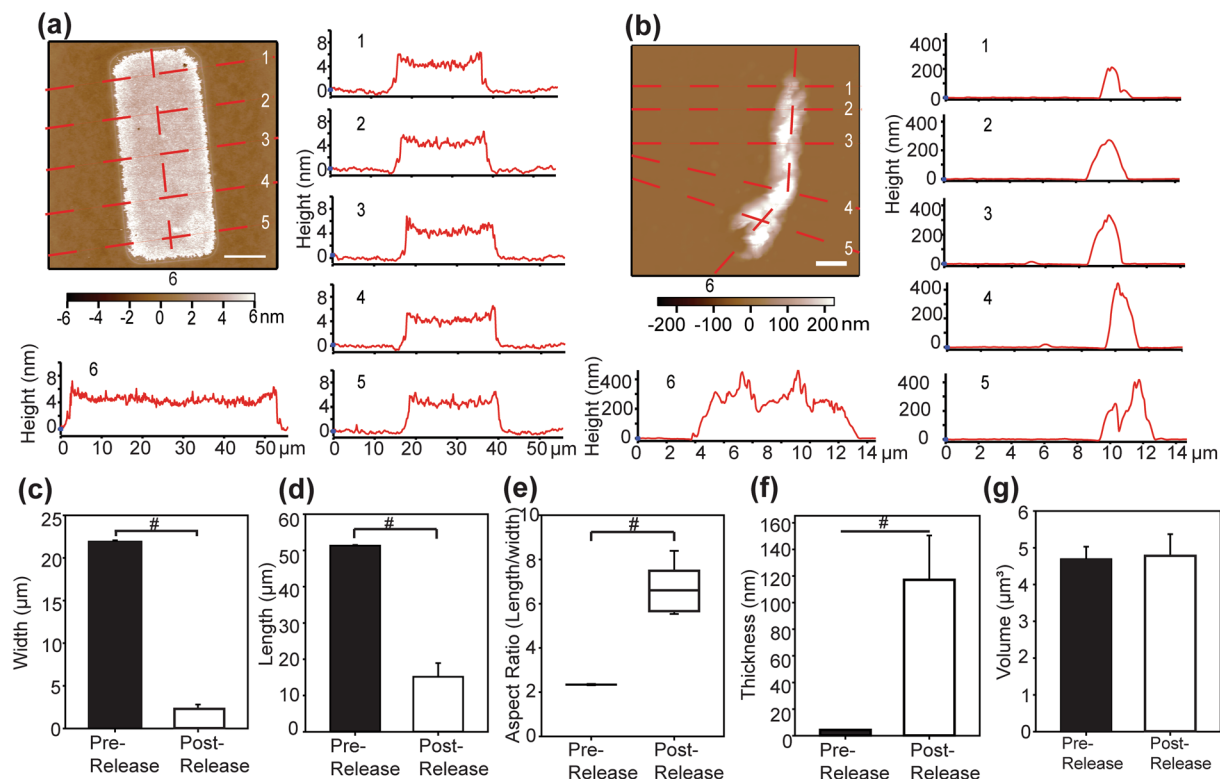 (a)
1
2
3
4
5
6
-6 -4 -2 0 2 4 6 nm
Height (nm)
8
4
0
1
8
4
0
2
8
4
0
3
8
4
0
4
8
4
0
5
0 10 20 30 40 50 μm
Height (nm)
8
4
0
6
0 10 20 30 40 50 μm
(b)
1
2
3
4
5
6
-200 -100 0 100 200 nm
Height (nm)
400
200
0
1
400
200
0
2
400
200
0
3
400
200
0
4
400
200
0
5
0 2 4 6 8 10 12 14 μm
Height (nm)
400
200
0
6
0 2 4 6 8 10 12 14 μm
(c)
Width (μm)
25
20
15
10
5
0
#
Pre-
Release
Post-
Release
(d)
Length (μm)
60
50
40
30
20
10
0
#
Pre-
Release
Post-
Release
(e)
Aspect Ratio (Length/width)
10
8
6
4
2
0
#
Pre-
Release
Post-
Release
(f)
Thickness (nm)
160
140
120
100
80
60
40
20
0
#
Pre-
Release
Post-
Release
(g)
Volume (μm³)
6
5
4
3
2
1
0
Pre-
Release
Post-
Release